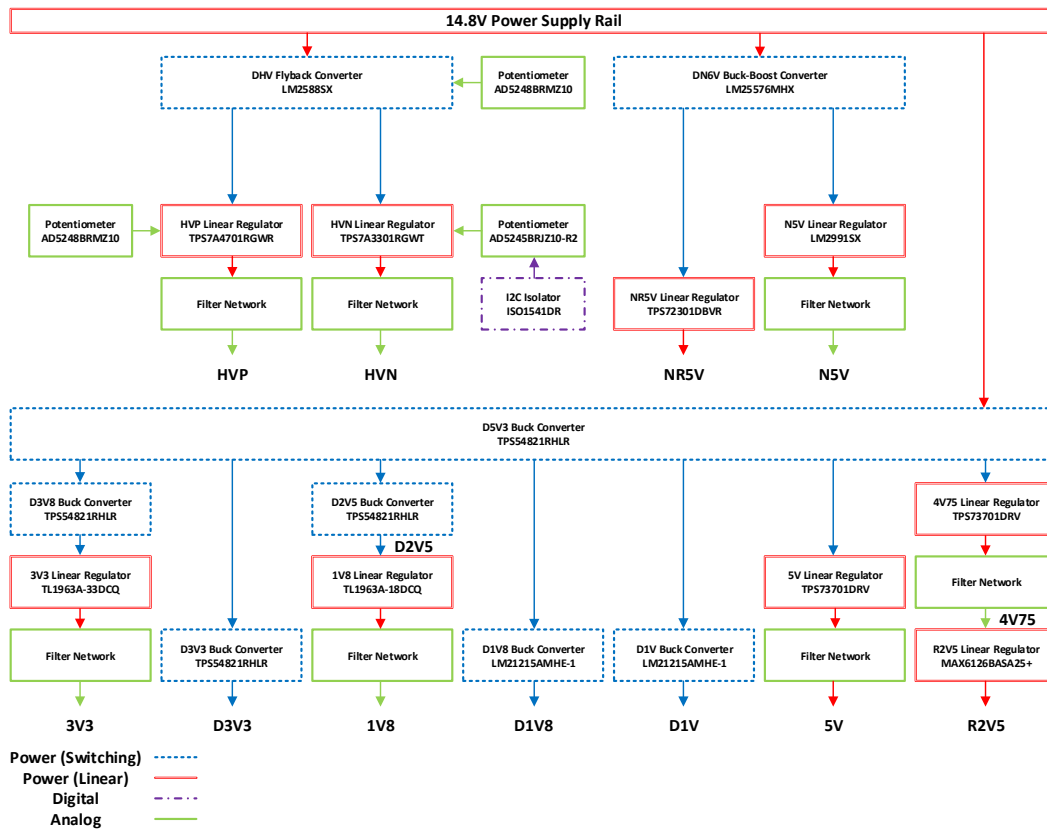 14.8V Power Supply Rail
DHV Flyback Converter
LM2588SX
Potentiometer
AD5248BRMZ10
DN6V Buck-Boost Converter
LM25576MHX
Potentiometer
AD5248BRMZ10
HVP Linear Regulator
TPS7A4701RGWR
HVN Linear Regulator
TPS7A3301RGWT
Potentiometer
AD5245BRJZ10-R2
N5V Linear Regulator
LM2991SX
Filter Network
Filter Network
I2C Isolator
ISO1541DR
NR5V Linear Regulator
TPS72301DBVR
Filter Network
HVP
HVN
NR5V
N5V
D5V3 Buck Converter
TPS54821RHLR
D3V8 Buck Converter
TPS54821RHLR
D2V5 Buck Converter
TPS54821RHLR
4V75 Linear Regulator
TPS73701DRV
D2V5
3V3 Linear Regulator
TL1963A-33DCQ
1V8 Linear Regulator
TL1963A-18DCQ
5V Linear Regulator
TPS73701DRV
Filter Network
4V75
Filter Network
D3V3 Buck Converter
TPS54821RHLR
Filter Network
D1V8 Buck Converter
LM21215AMHE-1
D1V Buck Converter
LM21215AMHE-1
Filter Network
R2V5 Linear Regulator
MAX6126BASA25+
3V3
D3V3
1V8
D1V8
D1V
5V
R2V5
Power (Switching)
Power (Linear)
Digital
Analog